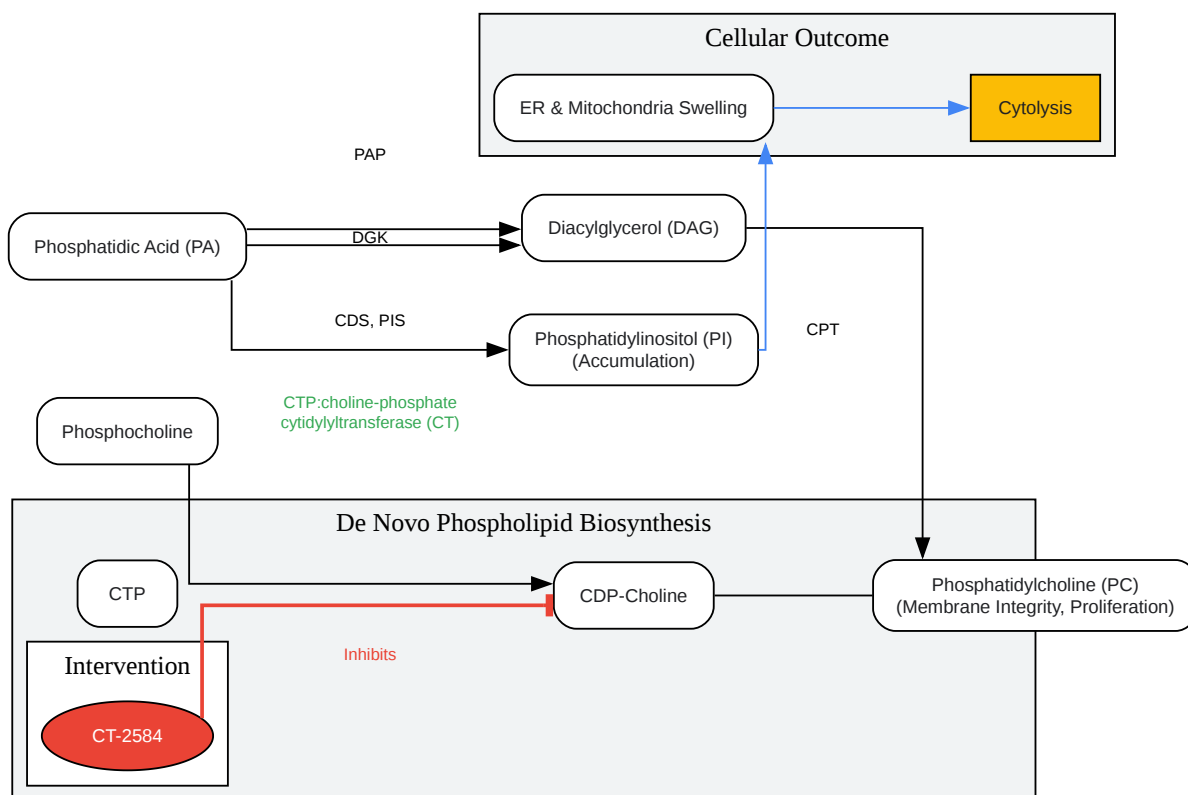 Cellular Outcome
ER & Mitochondria Swelling
Cytolysis
PAP
Phosphatidic Acid (PA)
DGK
Diacylglycerol (DAG)
CDS, PIS
Phosphatidylinositol (PI)
(Accumulation)
CPT
CTP:choline-phosphate
cytidylyltransferase (CT)
Phosphocholine
De Novo Phospholipid Biosynthesis
CTP
CDP-Choline
Phosphatidylcholine (PC)
(Membrane Integrity, Proliferation)
Inhibits
Intervention
CT-2584